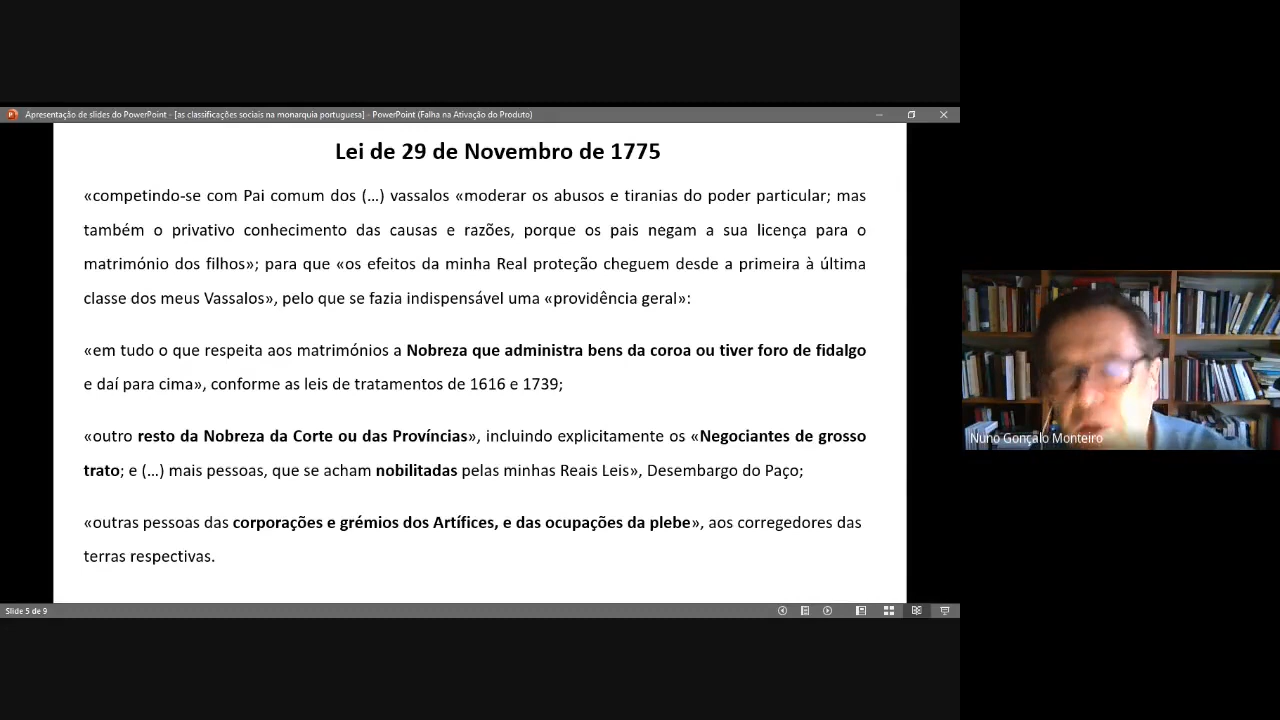 Apresentação de slides do PowerPoint - [as classificações sociais na monarquia portuguesa] - PowerPoint (Falha na Ativação do Produto)
Lei de 29 de Novembro de 1775
«competindo-se com Pai comum dos (...) vassalos «moderar os abusos e tiranias do poder particular; mas
também o privativo conhecimento das causas e razões, porque os pais negam a sua licença para o
matrimónio dos filhos»; para que «os efeitos da minha Real proteção cheguem desde a primeira à última
classe dos meus Vassalos», pelo que se fazia indispensável uma «providência geral»:
«em tudo o que respeita aos matrimónios a Nobreza que administra bens da coroa ou tiver foro de fidalgo
e daí para cima», conforme as leis de tratamentos de 1616 e 1739;
«outro resto da Nobreza da Corte ou das Províncias», incluindo explicitamente os «Negociantes de grosso
trato; e (...) mais pessoas, que se acham nobilitadas pelas minhas Reais Leis», Desembargo do Paço;
«outras pessoas das corporações e grémios dos Artífices, e das ocupações da plebe», aos corregedores das
terras respectivas.
Slide 5 de 9
Nuno Gonçalo Monteiro